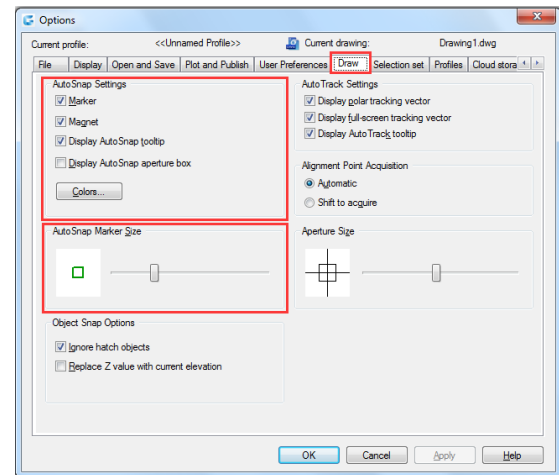 Options
Current profile: <<Unnamed Profile>> Current drawing: Drawing1.dwg
File Display Open and Save Plot and Publish User Preferences Draw Selection set Profiles Cloud stora
AutoSnap Settings
Marker
Magnet
Display AutoSnap tooltip
Display AutoSnap aperture box
Colors...
AutoTrack Settings
Display polar tracking vector
Display full-screen tracking vector
Display AutoTrack tooltip
Alignment Point Acquisition
Automatic
Shift to acquire
AutoSnap Marker Size
Aperture Size
Object Snap Options
Ignore hatch objects
Replace Z value with current elevation
OK Cancel Apply Help